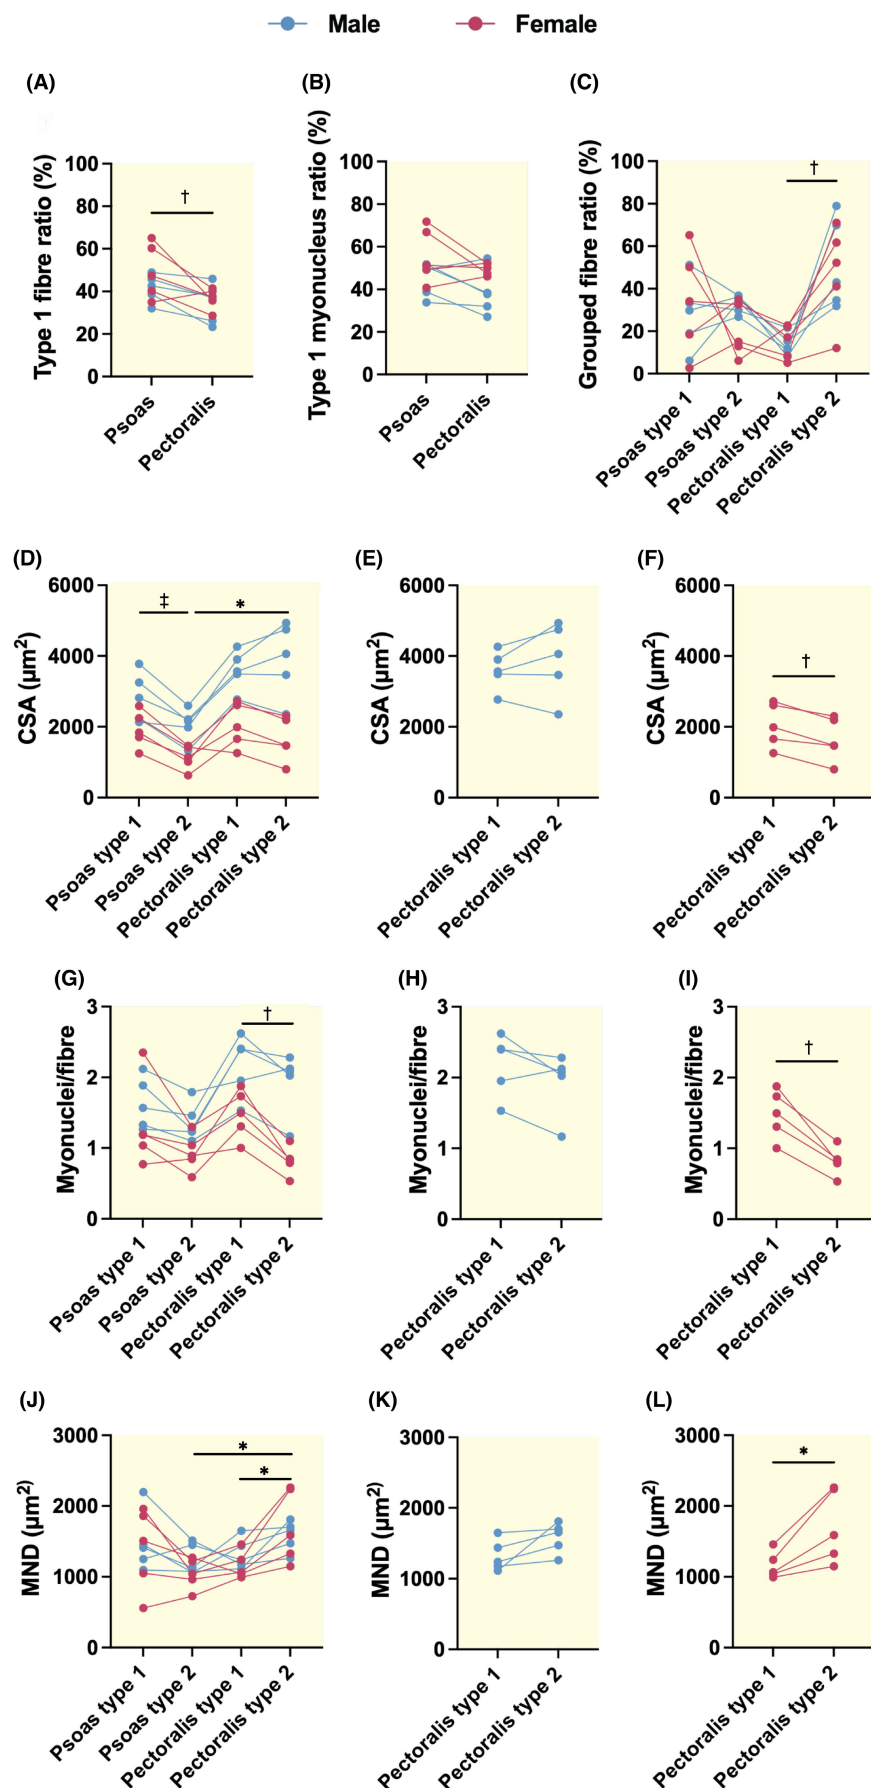 Male Female
(A) (B) (C)
Type 1 fibre ratio (%)
100
80
60
40
20
0
†
Psoas
Pectoralis
Type 1 myonucleus ratio (%)
100
80
60
40
20
0
Psoas
Pectoralis
Grouped fibre ratio (%)
100
80
60
40
20
0
†
Psoas type 1
Psoas type 2
Pectoralis type 1
Pectoralis type 2
(D) (E) (F)
CSA (µm²)
6000
4000
2000
0
‡
*
Psoas type 1
Psoas type 2
Pectoralis type 1
Pectoralis type 2
CSA (µm²)
6000
4000
2000
0
Pectoralis type 1
Pectoralis type 2
CSA (µm²)
6000
4000
2000
0
†
Pectoralis type 1
Pectoralis type 2
(G) (H) (I)
Myonuclei/fibre
3
2
1
0
†
Psoas type 1
Psoas type 2
Pectoralis type 1
Pectoralis type 2
Myonuclei/fibre
3
2
1
0
Pectoralis type 1
Pectoralis type 2
Myonuclei/fibre
3
2
1
0
†
Pectoralis type 1
Pectoralis type 2
(J) (K) (L)
MND (µm²)
3000
2000
1000
0
*
*
Psoas type 1
Psoas type 2
Pectoralis type 1
Pectoralis type 2
MND (µm²)
3000
2000
1000
0
Pectoralis type 1
Pectoralis type 2
MND (µm²)
3000
2000
1000
0
*
Pectoralis type 1
Pectoralis type 2